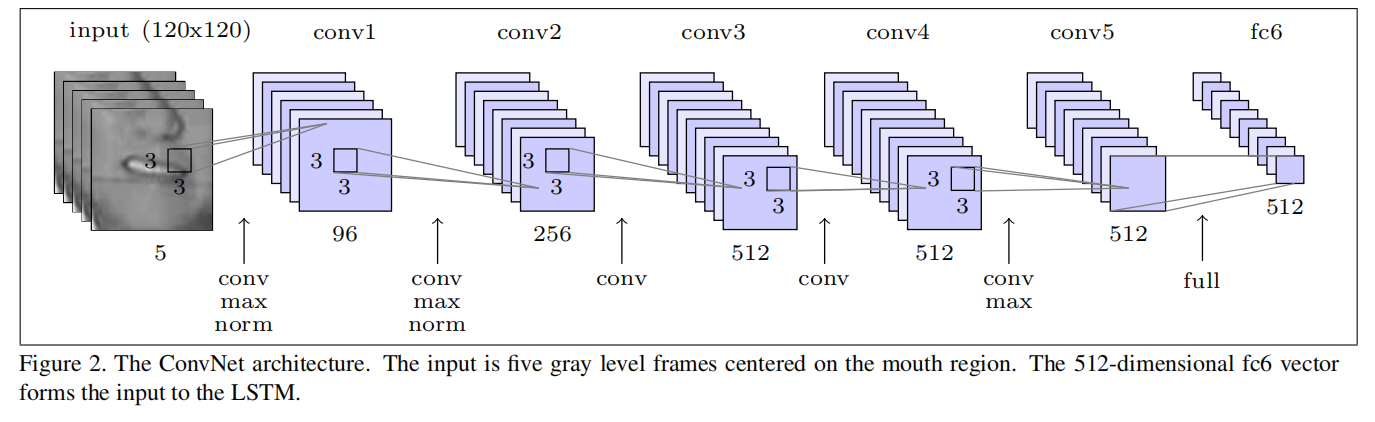 input (120x120) conv1 conv2 conv3 conv4 conv5 fc6
3 3 3 3 3
3 3 3 3 3
5 96 256 512 512 512 512
conv conv conv conv conv full
max max max
norm norm
Figure 2. The ConvNet architecture. The input is five gray level frames centered on the mouth region. The 512-dimensional fc6 vector
forms the input to the LSTM.